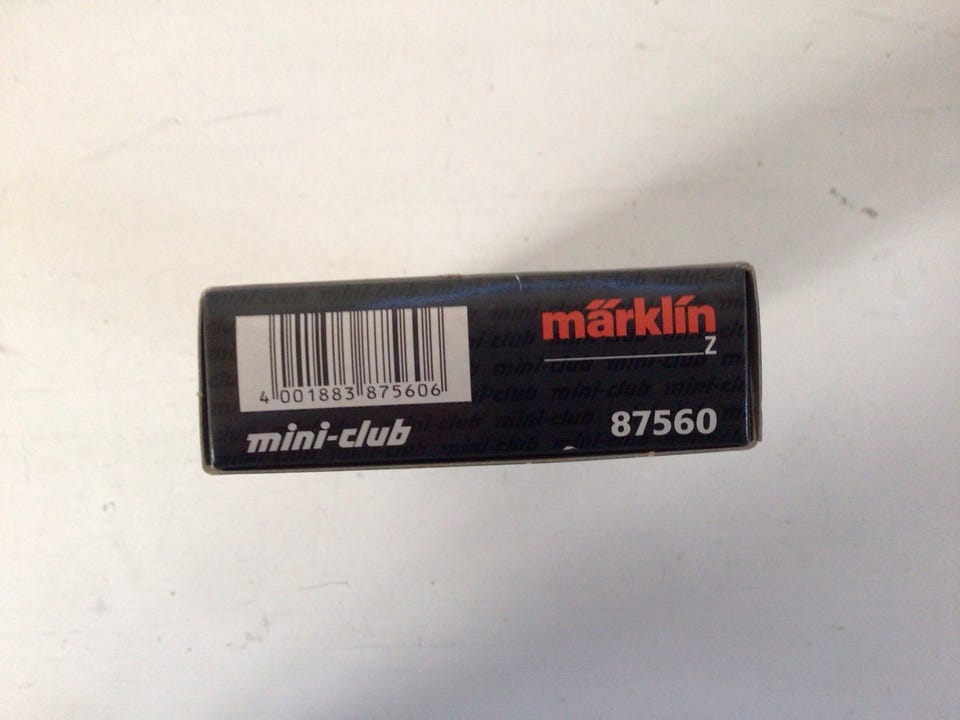 märklin
Z
4 001883 875606
mini-club
87560